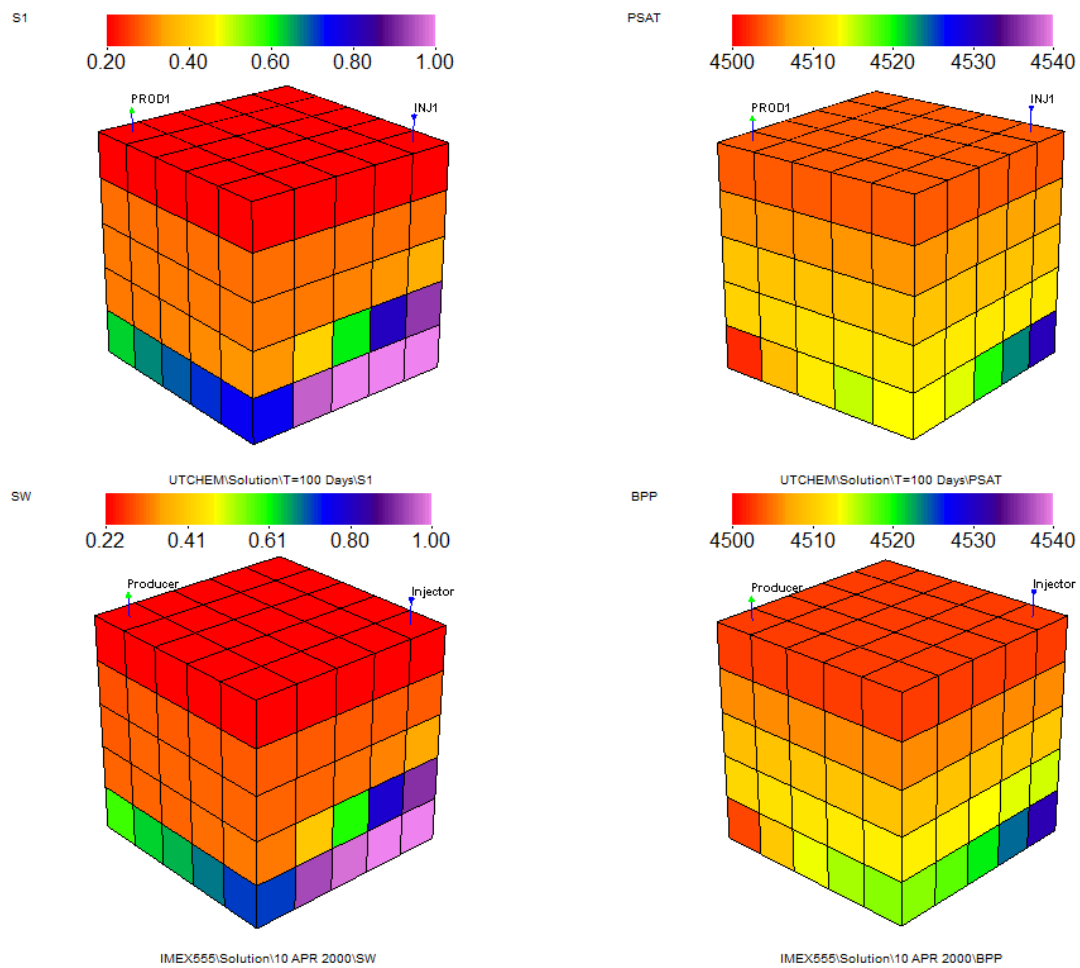 S1
0.20 0.40 0.60 0.80 1.00
PROD1
INJ1
UTCHEM\Solution\T=100 Days\S1
PSAT
4500 4510 4520 4530 4540
PROD1
INJ1
UTCHEM\Solution\T=100 Days\PSAT
SW
0.22 0.41 0.61 0.80 1.00
Producer
Injector
IMEX555\Solution\10 APR 2000\SW
BPP
4500 4510 4520 4530 4540
Producer
Injector
IMEX555\Solution\10 APR 2000\BPP